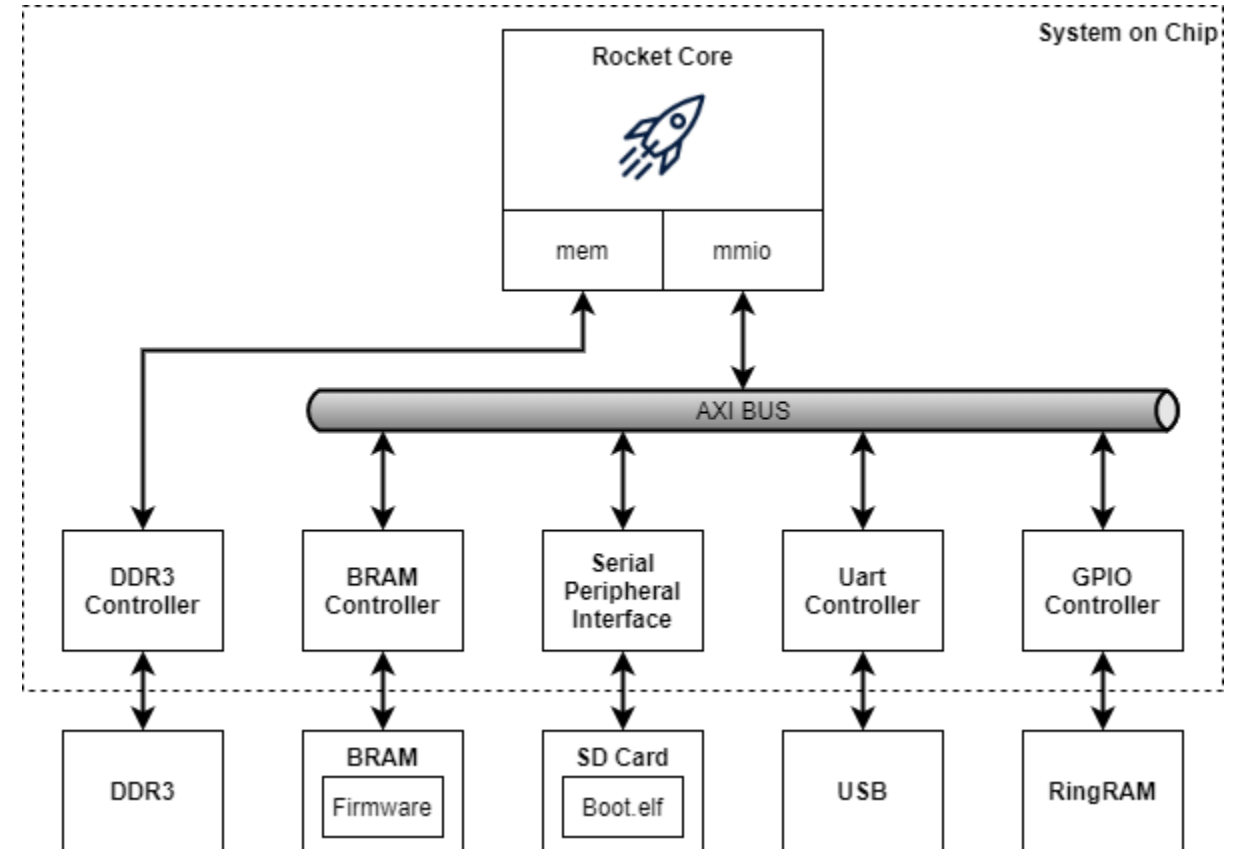 System on Chip
Rocket Core
mem
mmio
AXI BUS
DDR3
Controller
BRAM
Controller
Serial
Peripheral
Interface
Uart
Controller
GPIO
Controller
DDR3
BRAM
Firmware
SD Card
Boot.elf
USB
RingRAM